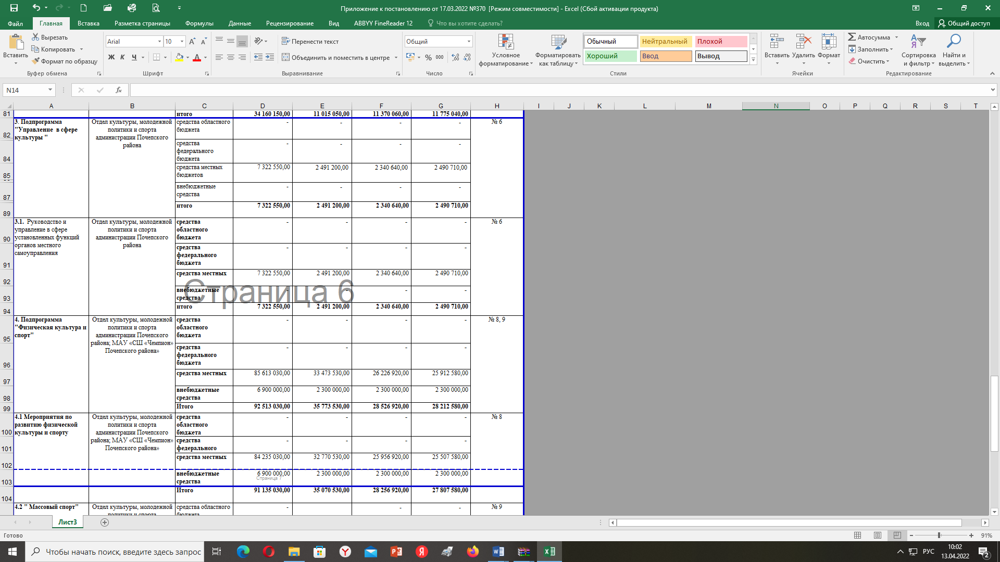 Приложение к постановлению от 17.03.2022 №370  [Режим совместимости] - Excel (Сбой активации продукта)
Файл Главная Вставка Разметка страницы Формулы Данные Рецензирование Вид ABBYY FineReader 12 Что вы хотите сделать? Вход Общий доступ
Вставить
Вырезать
Копировать
Формат по образцу
Буфер обмена
Arial 10
Ж К Ч
Шрифт
Перенести текст
Объединить и поместить в центре
Выравнивание
Общий
% 000
Число
Условное форматирование
Форматировать как таблицу
Обычный Нейтральный Плохой
Хороший Ввод Вывод
Стили
Вставить Удалить Формат
Ячейки
Автосумма
Заполнить
Очистить
Сортировка и фильтр
Найти и выделить
Редактирование
N14 fx
A B C D E F G H I J K L M N O P Q R S T
81 итого 34 160 150,00 11 015 050,00 11 370 060,00 11 775 040,00
3. Подпрограмма "Управление  в сфере культуры " Отдел культуры, молодежной политики и спорта администрации Почепского района
82 средства областного бюджета - - - - № 6
84 средства федерального бюджета - - - -
85 средства местных бюджетов 7 322 550,00 2 491 200,00 2 340 640,00 2 490 710,00
87 внебюджетные средства - - - -
89 итого 7 322 550,00 2 491 200,00 2 340 640,00 2 490 710,00
3.1.  Руководство и управление в сфере установленных функций органов местного самоуправления Отдел культуры, молодежной политики и спорта администрации Почепского района
90 средства областного бюджета - - - - № 6
91 средства федерального бюджета - - - -
92 средства местных 7 322 550,00 2 491 200,00 2 340 640,00 2 490 710,00
Страница 6
93 внебюджетные средства - - - -
94 итого 7 322 550,00 2 491 200,00 2 340 640,00 2 490 710,00
4. Подпрограмма "Физическая культура и спорт" Отдел культуры, молодежной политики и спорта администрации Почепского района; МАУ «СШ «Чемпион» Почепского района»
95 средства областного бюджета - - - - № 8, 9
96 средства федерального бюджета - - - -
97 средства местных 85 613 030,00 33 473 530,00 26 226 920,00 25 912 580,00
98 внебюджетные средства 6 900 000,00 2 300 000,00 2 300 000,00 2 300 000,00
99 Итого 92 513 030,00 35 773 530,00 28 526 920,00 28 212 580,00
4.1 Мероприятия по развитию физической культуры и спорту Отдел культуры, молодежной политики и спорта администрации Почепского района; МАУ «СШ «Чемпион» Почепского района»
100 средства областного бюджета - - - - № 8
101 средства федерального - - - -
102 средства местных 84 235 030,00 32 770 530,00 25 956 920,00 25 507 580,00
103 внебюджетные средства 6 900 000,00 2 300 000,00 2 300 000,00 2 300 000,00
Страница 7
104 Итого 91 135 030,00 35 070 530,00 28 256 920,00 27 807 580,00
4.2 " Массовый спорт" Отдел культуры, молодежной политики и спорта средства областного бюджета - - - № 9
Лист3
Готово 91%
Чтобы начать поиск, введите здесь запрос
РУС
10:02
13.04.2022
2